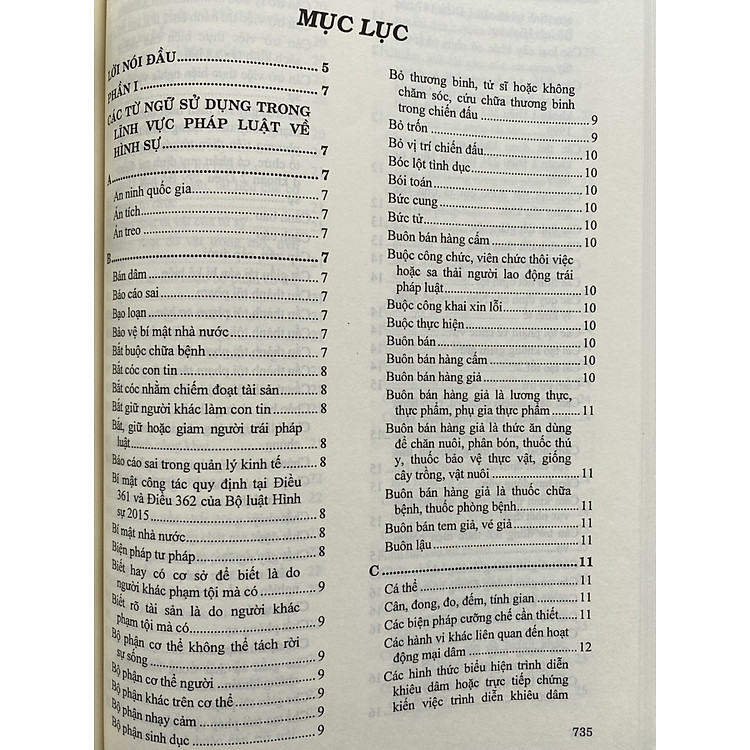 MỤC LỤC
LỜI NÓI ĐẦU 5
PHẦN I 7
CÁC TỪ NGỮ SỬ DỤNG TRONG
LĨNH VỰC PHÁP LUẬT VỀ
HÌNH SỰ 7
A 7
An ninh quốc gia 7
Án tích 7
Án treo 7
B 7
Bán dâm 7
Báo cáo sai 7
Bạo loạn 7
Bảo vệ bí mật nhà nước 7
Bắt buộc chữa bệnh 7
Bắt cóc con tin 8
Bắt cóc nhằm chiếm đoạt tài sản 8
Bắt giữ người khác làm con tin 8
Bắt, giữ hoặc giam người trái pháp
luật 8
Báo cáo sai trong quản lý kinh tế 8
Bí mật công tác quy định tại Điều
361 và Điều 362 của Bộ luật Hình
sự 2015 8
Bí mật nhà nước 8
Biện pháp tư pháp 8
Biết hay có cơ sở để biết là do
người khác phạm tội mà có 9
Biết rõ tài sản là do người khác
phạm tội mà có 9
Bộ phận cơ thể không thể tách rời
sự sống 9
Bộ phận cơ thể người 9
Bộ phận khác trên cơ thể 9
Bộ phận nhạy cảm 9
Bộ phận sinh dục 9
Bỏ thương binh, tử sĩ hoặc không
chăm sóc, cứu chữa thương binh
trong chiến đấu 9
Bỏ trốn 9
Bỏ vị trí chiến đấu 10
Bóc lột tình dục 10
Bói toán 10
Bức cung 10
Bức tử 10
Buôn bán hàng cấm 10
Buộc công chức, viên chức thôi việc
hoặc sa thải người lao động trái
pháp luật 10
Buộc công khai xin lỗi 10
Buộc thực hiện 10
Buôn bán 10
Buôn bán hàng cấm 10
Buôn bán hàng giả 10
Buôn bán hàng giả là lương thực,
thực phẩm, phụ gia thực phẩm 11
Buôn bán hàng giả là thức ăn dùng
để chăn nuôi, phân bón, thuốc thú
y, thuốc bảo vệ thực vật, giống
cây trồng, vật nuôi 11
Buôn bán hàng giả là thuốc chữa
bệnh, thuốc phòng bệnh 11
Buôn bán tem giả, vé giả 11
Buôn lậu 11
C 11
Cá thể 11
Cân, đong, đo, đếm, tính gian 11
Các biện pháp cưỡng chế cần thiết 11
Các hành vi khác liên quan đến hoạt
động mại dâm 12
Các hình thức biểu hiện trình diễn
khiêu dâm hoặc trực tiếp chứng
kiến việc trình diễn khiêu dâm
735